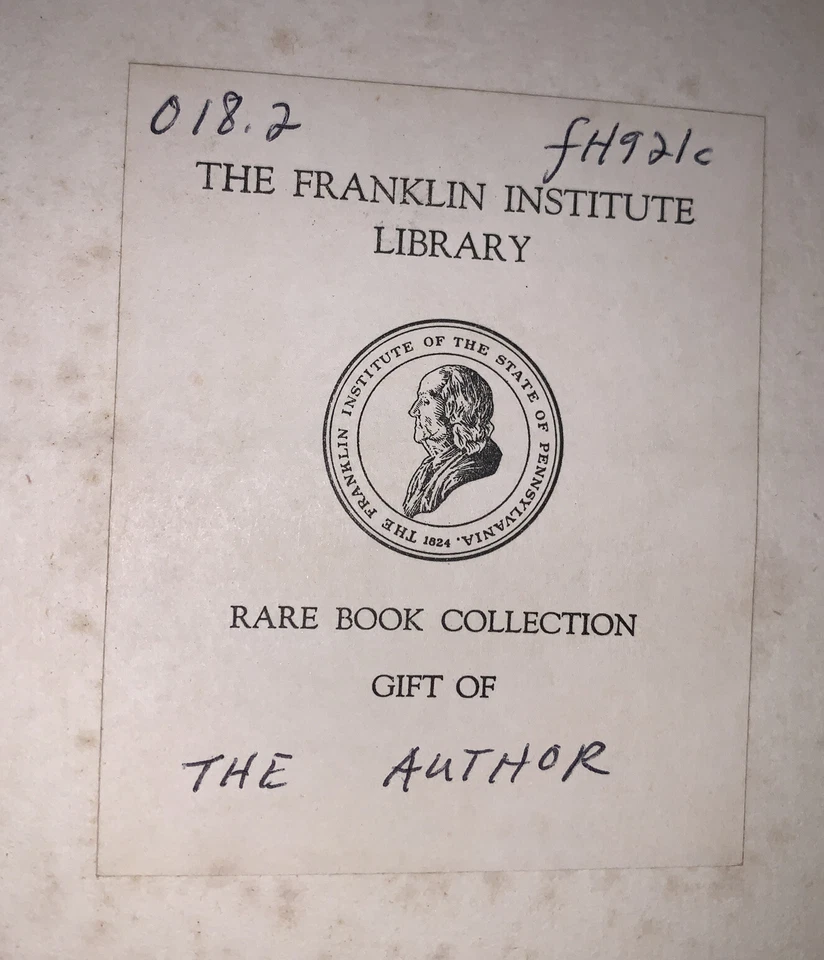 018.2 fH921c
THE FRANKLIN INSTITUTE
LIBRARY
THE FRANKLIN INSTITUTE OF THE STATE OF PENNSYLVANIA.
1824
RARE BOOK COLLECTION
GIFT OF
THE AUTHOR